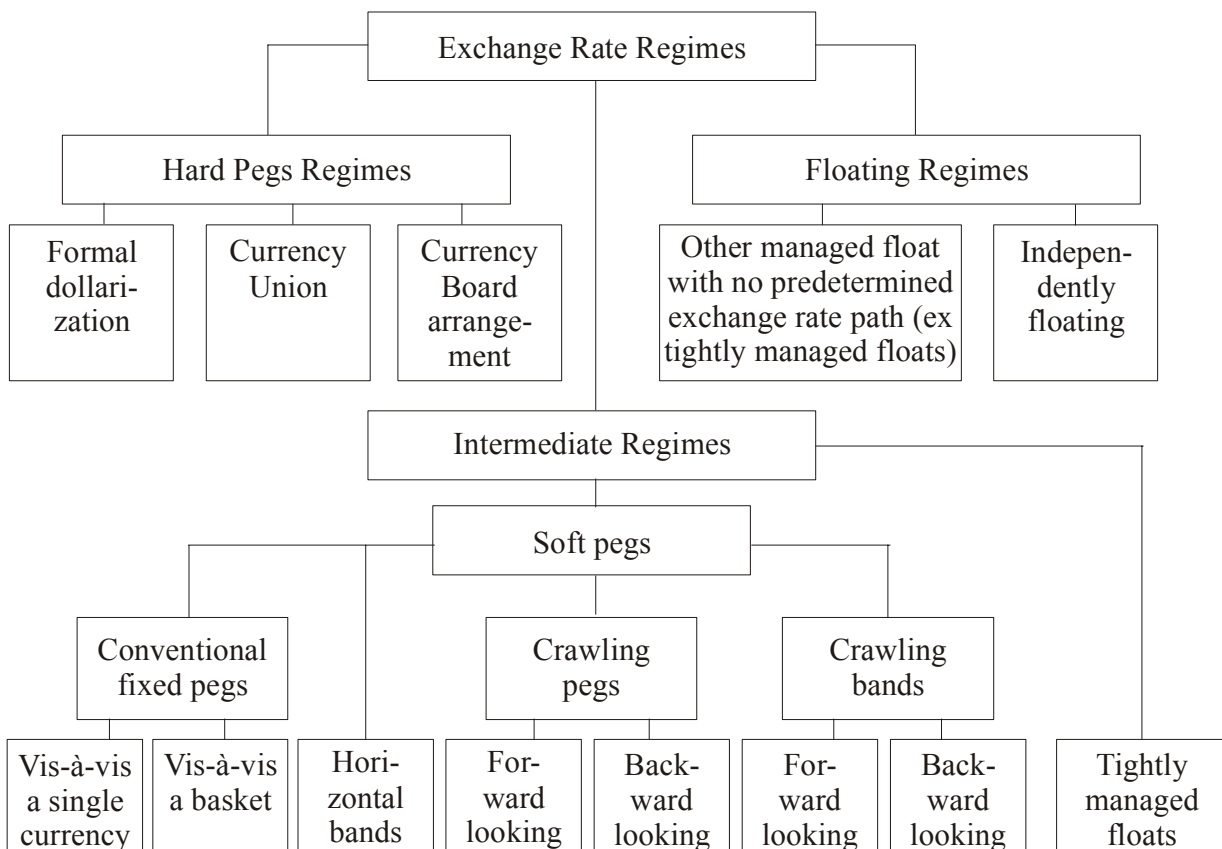 Exchange Rate Regimes
Hard Pegs Regimes
Floating Regimes
Formal
dollari-
zation
Currency
Union
Currency
Board
arrange-
ment
Other managed float
with no predetermined
exchange rate path (ex
tightly managed floats)
Indepen-
dently
floating
Intermediate Regimes
Soft pegs
Conventional
fixed pegs
Crawling
pegs
Crawling
bands
Vis-à-vis
a single
currency
Vis-à-vis
a basket
Hori-
zontal
bands
For-
ward
looking
Back-
ward
looking
For-
ward
looking
Back-
ward
looking
Tightly
managed
floats